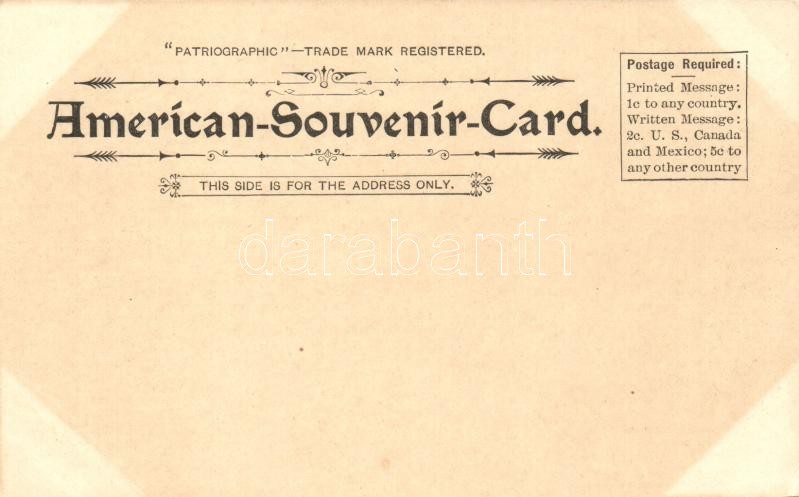 "PATRIOGRAPHIC"—TRADE MARK REGISTERED.
American-Souvenir-Card.
THIS SIDE IS FOR THE ADDRESS ONLY.
Postage Required:
Printed Message:
1c to any country.
Written Message:
2c. U. S., Canada
and Mexico; 5c to
any other country
darabanth